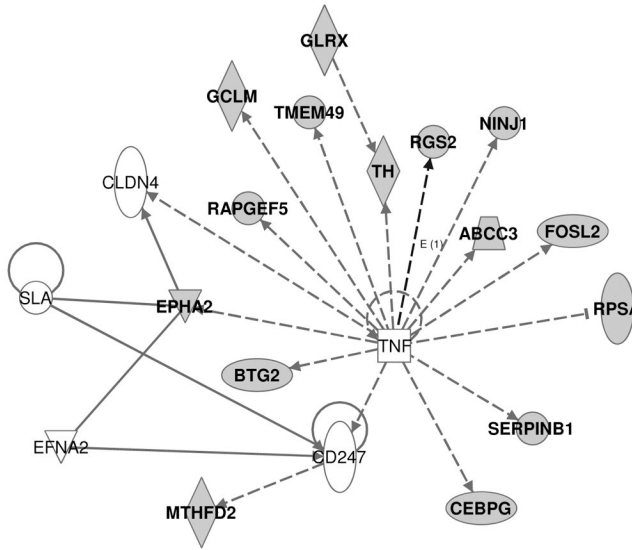 GLRX
GCLM
TMEM49
RGS2
NINJ1
TH
CLDN4
RAPGEF5
E (1)
ABCC3
FOSL2
SLA
EPHA2
RPSA
TNF
BTG2
SERPINB1
EFNA2
CD247
MTHFD2
CEBPG